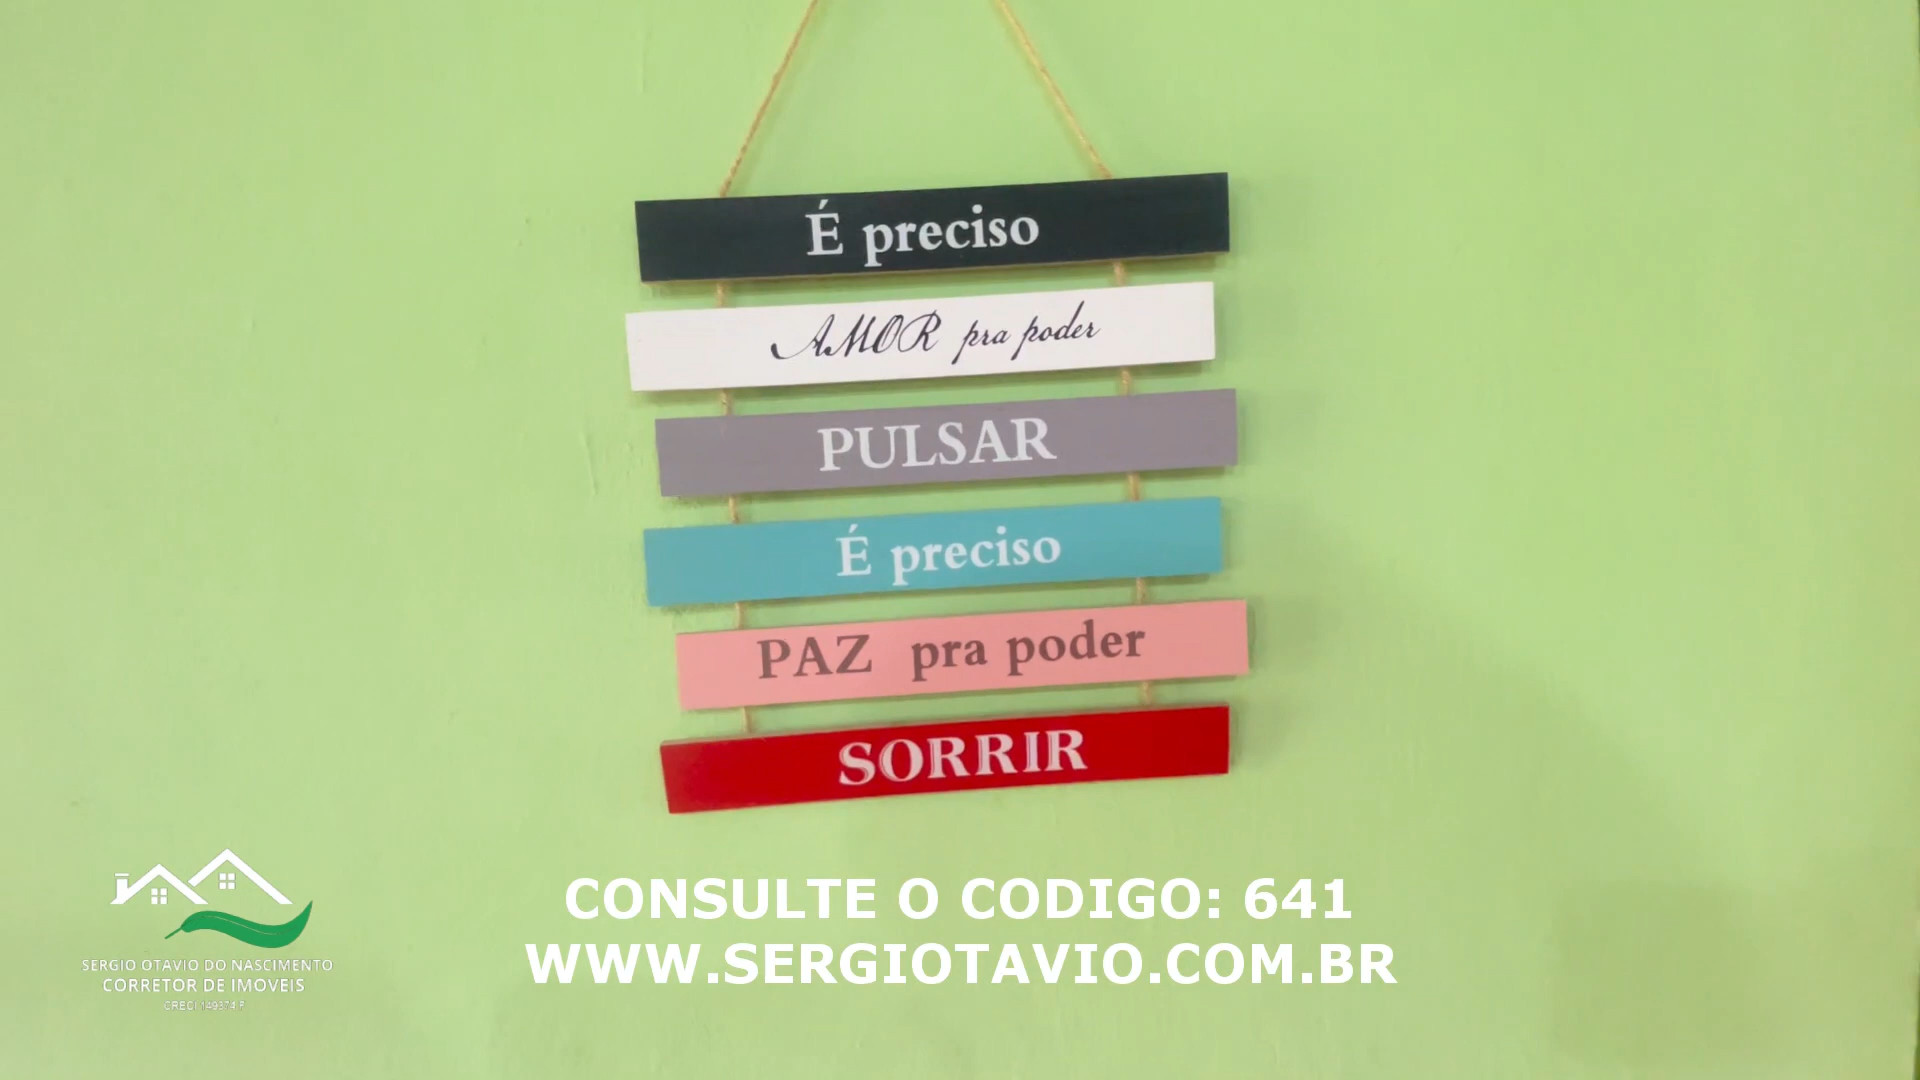 É preciso
AMOR pra poder
PULSAR
É preciso
PAZ pra poder
SORRIR
CONSULTE O CODIGO: 641
WWW.SERGIOTAVIO.COM.BR
SERGIO OTAVIO DO NASCIMENTO
CORRETOR DE IMOVEIS
CRECI